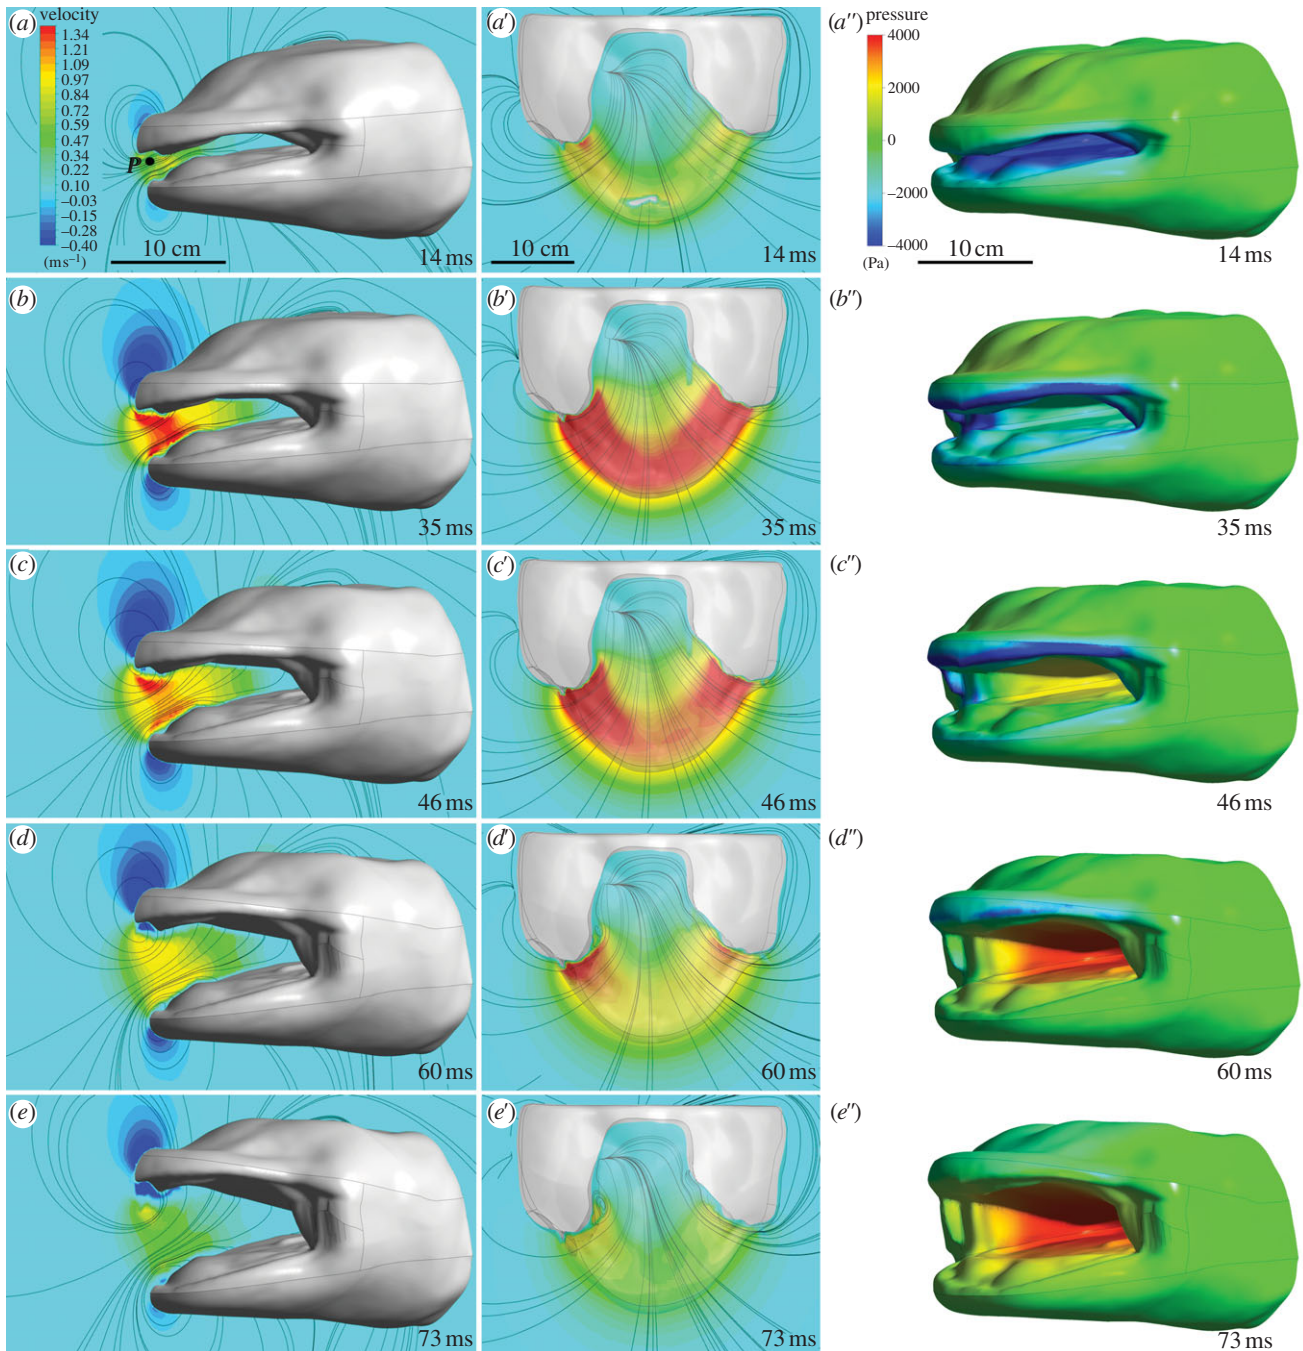 (a) velocity
1.34
1.21
1.09
0.97
0.84
0.72
0.59
0.47
0.34
0.22
0.10
–0.03
–0.15
–0.28
–0.40
(ms–1)
P
10 cm
14 ms
(a')
10 cm
14 ms
(a") pressure
4000
2000
0
–2000
–4000
(Pa)
10 cm
14 ms
(b)
35 ms
(b')
35 ms
(b")
35 ms
(c)
46 ms
(c')
46 ms
(c")
46 ms
(d)
60 ms
(d')
60 ms
(d")
60 ms
(e)
73 ms
(e')
73 ms
(e")
73 ms